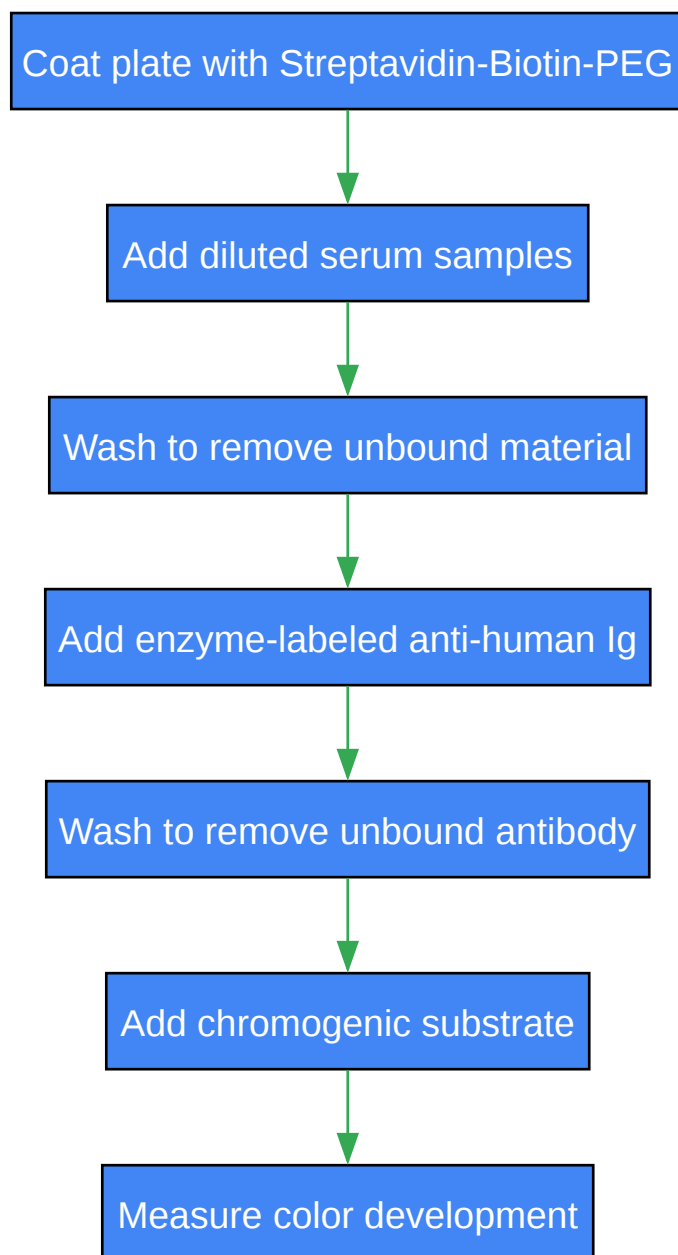 Coat plate with Streptavidin-Biotin-PEG
Add diluted serum samples
Wash to remove unbound material
Add enzyme-labeled anti-human Ig
Wash to remove unbound antibody
Add chromogenic substrate
Measure color development